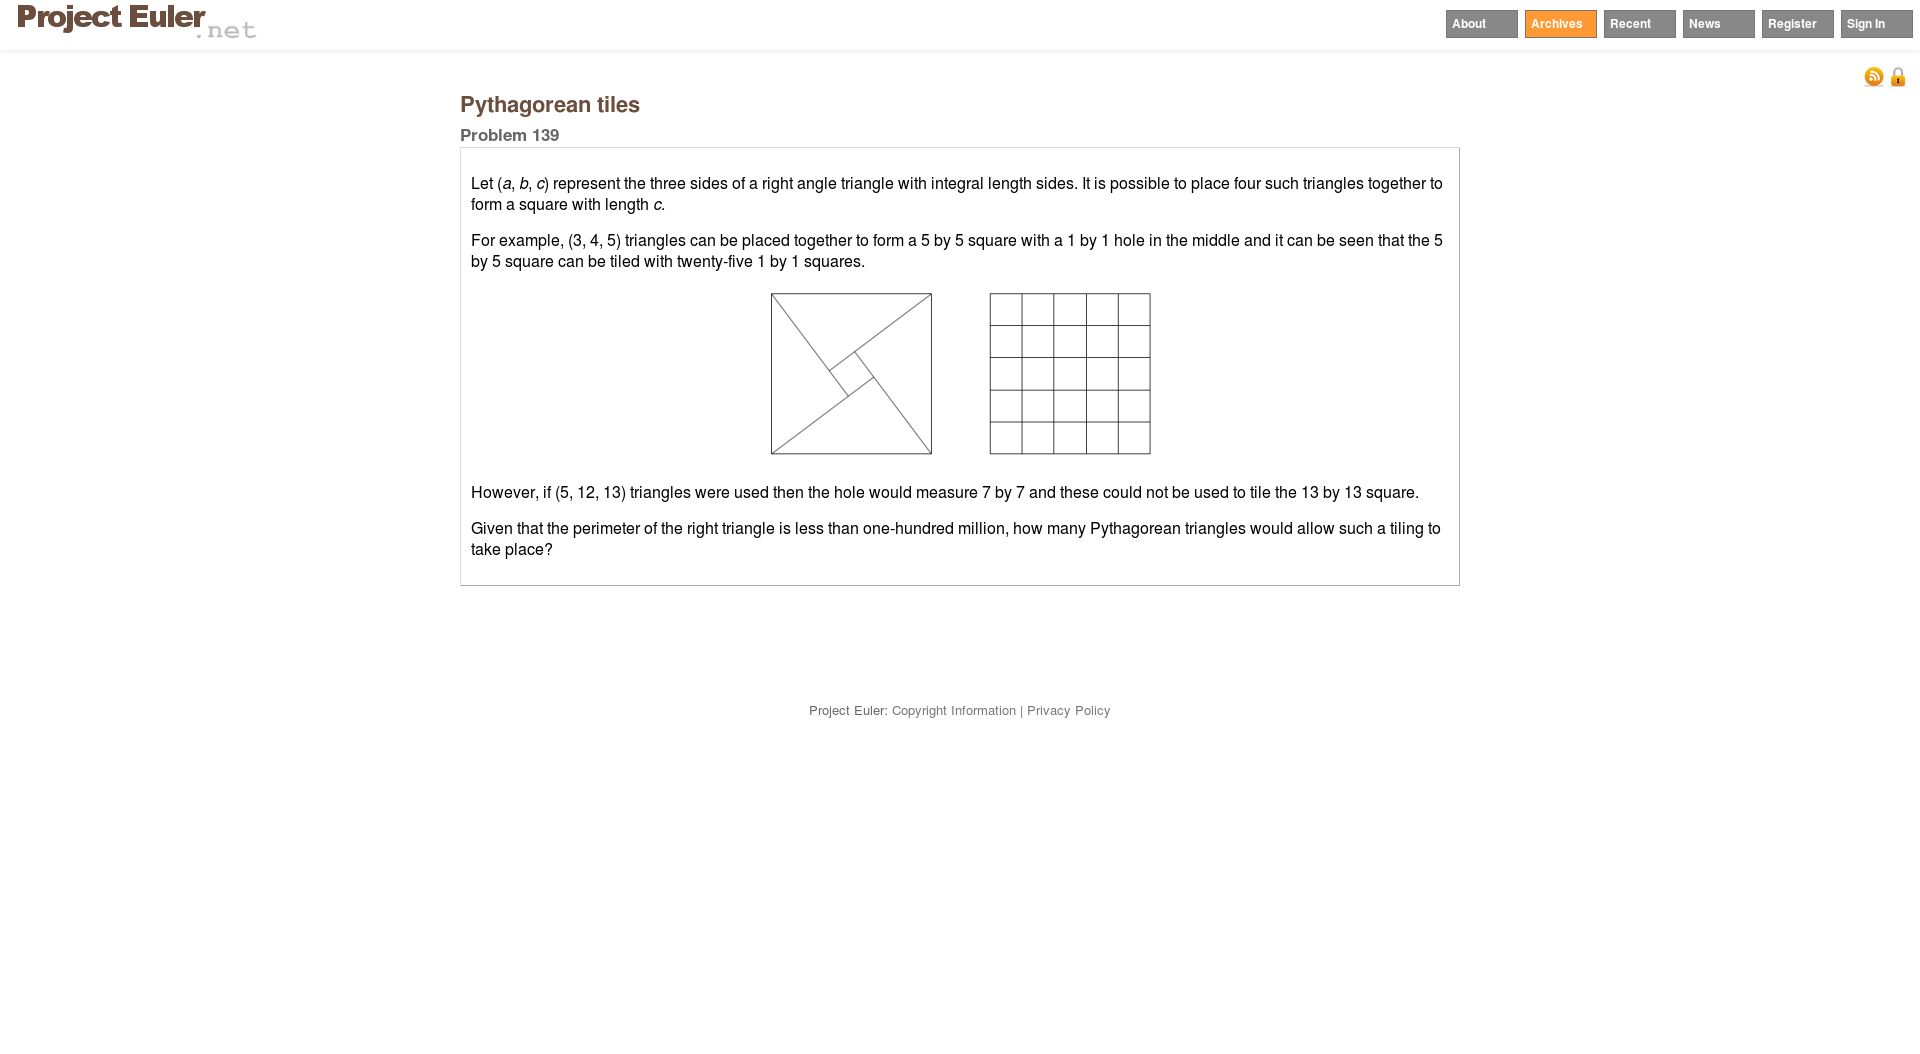 Project Euler.net
About
Archives
Recent
News
Register
Sign In
Pythagorean tiles
Problem 139
Let (a, b, c) represent the three sides of a right angle triangle with integral length sides. It is possible to place four such triangles together to
form a square with length c.
For example, (3, 4, 5) triangles can be placed together to form a 5 by 5 square with a 1 by 1 hole in the middle and it can be seen that the 5
by 5 square can be tiled with twenty-five 1 by 1 squares.
However, if (5, 12, 13) triangles were used then the hole would measure 7 by 7 and these could not be used to tile the 13 by 13 square.
Given that the perimeter of the right triangle is less than one-hundred million, how many Pythagorean triangles would allow such a tiling to
take place?
Project Euler: Copyright Information | Privacy Policy